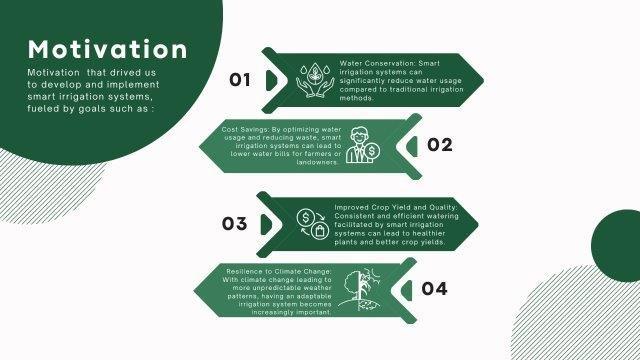 Motivation
Motivation that drived us
to develop and implement
smart irrigation systems,
fueled by goals such as :
01
Water Conservation: Smart
irrigation systems can
significantly reduce water usage
compared to traditional irrigation
methods.
Cost Savings: By optimizing water
usage and reducing waste, smart
irrigation systems can lead to
lower water bills for farmers or
landowners.
02
03
Improved Crop Yield and Quality:
Consistent and efficient watering
facilitated by smart irrigation
systems can lead to healthier
plants and better crop yields.
Resilience to Climate Change:
With climate change leading to
more unpredictable weather
patterns, having an adaptable
irrigation system becomes
increasingly important.
04